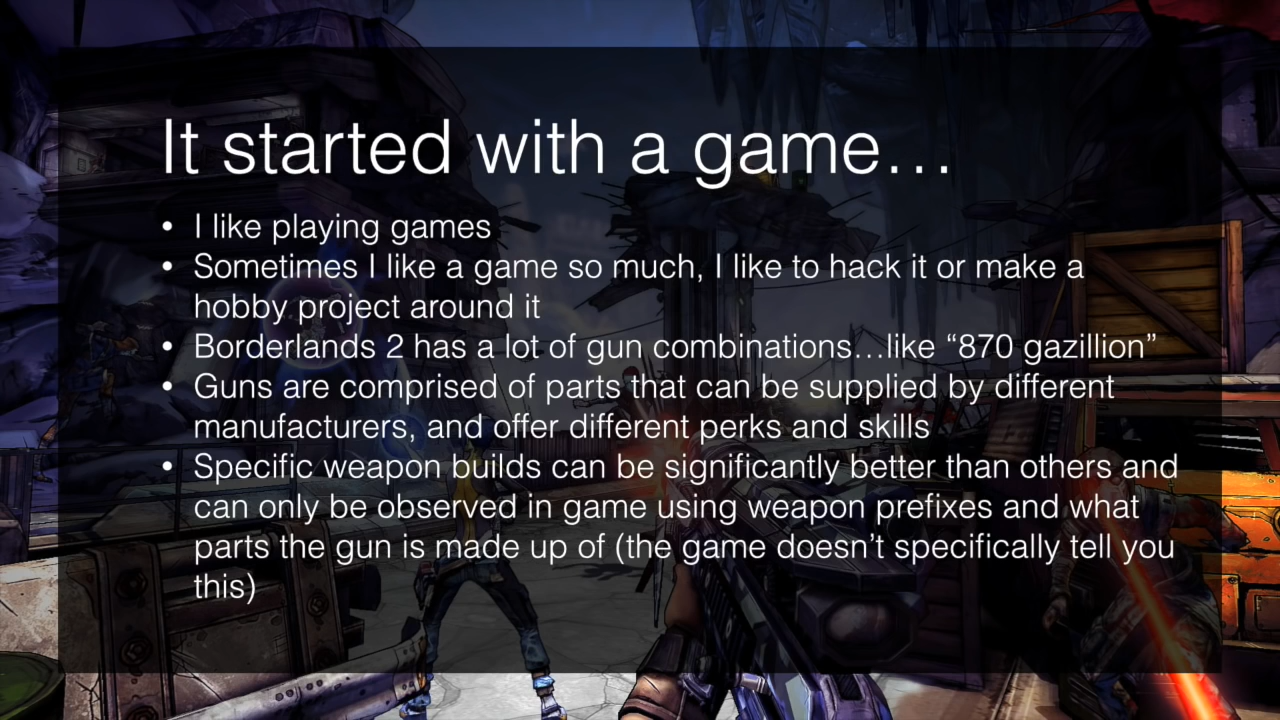 It started with a game…
• I like playing games
• Sometimes I like a game so much, I like to hack it or make a
hobby project around it
• Borderlands 2 has a lot of gun combinations…like “870 gazillion”
• Guns are comprised of parts that can be supplied by different
manufacturers, and offer different perks and skills
• Specific weapon builds can be significantly better than others and
can only be observed in game using weapon prefixes and what
parts the gun is made up of (the game doesn’t specifically tell you
this)